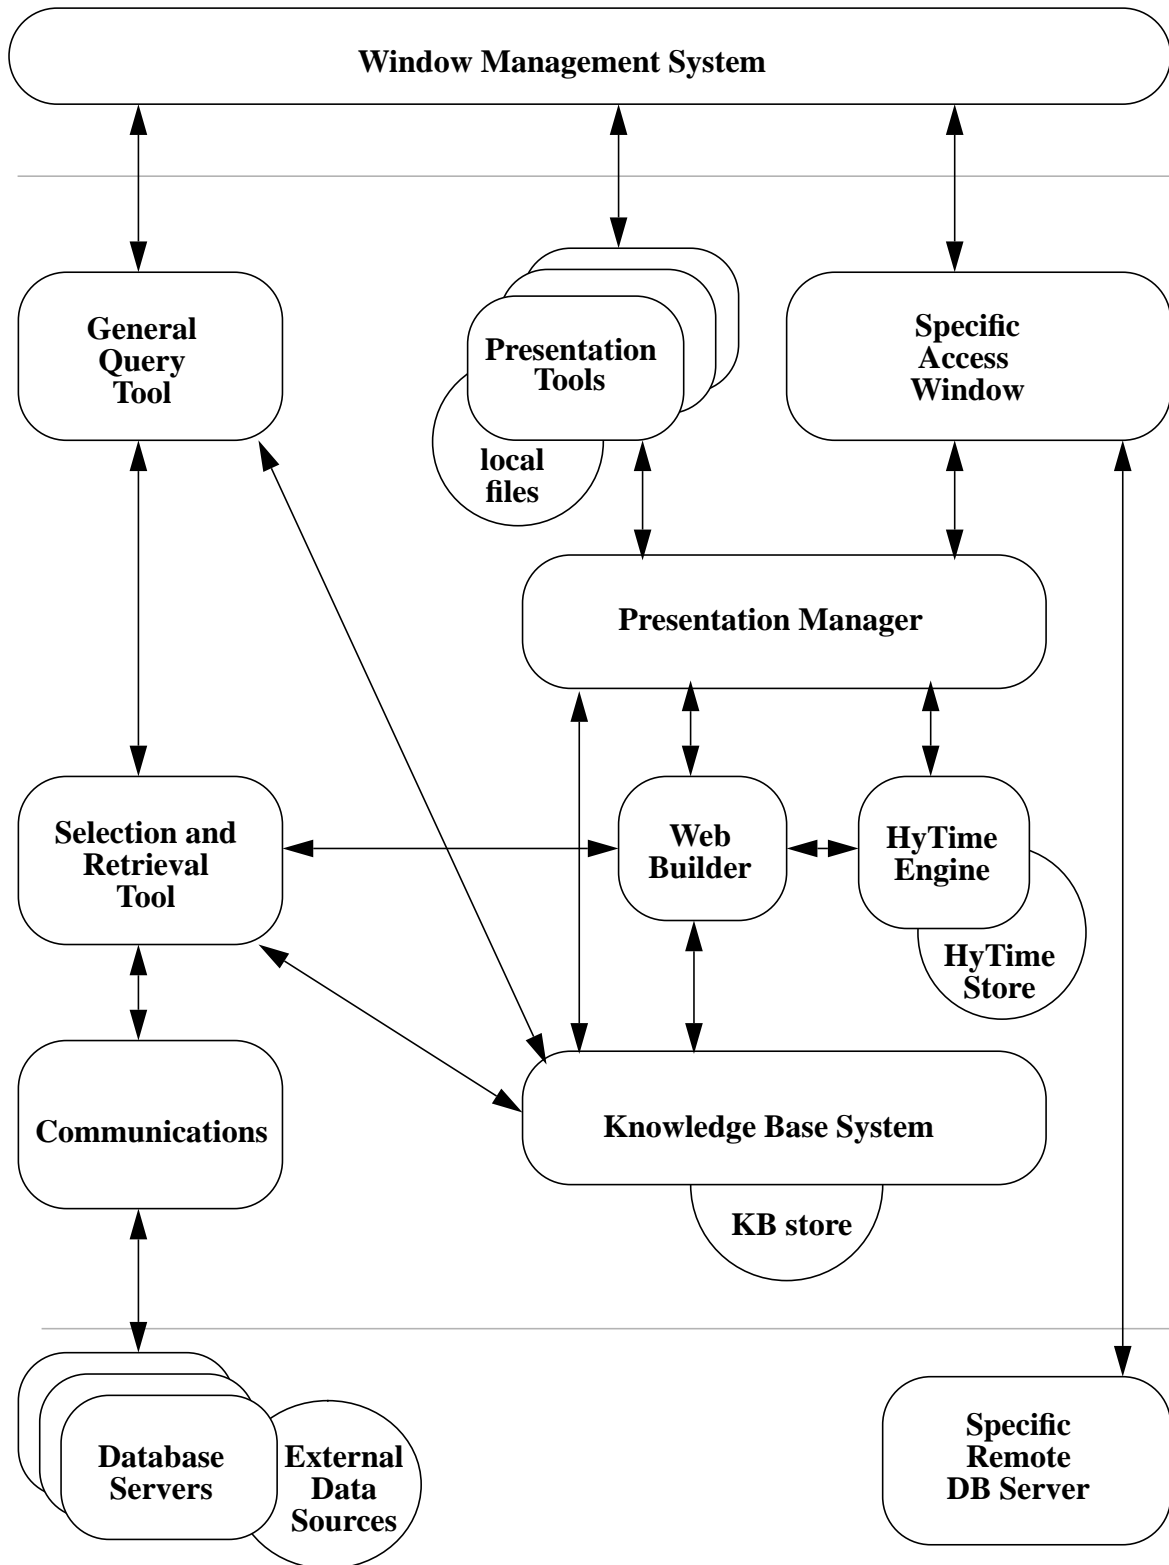 Window Management System
General
Query
Tool
Presentation
Tools
local
files
Specific
Access
Window
Presentation Manager
Selection and
Retrieval
Tool
Web
Builder
HyTime
Engine
HyTime
Store
Communications
Knowledge Base System
KB store
Database
Servers
External
Data
Sources
Specific
Remote
DB Server